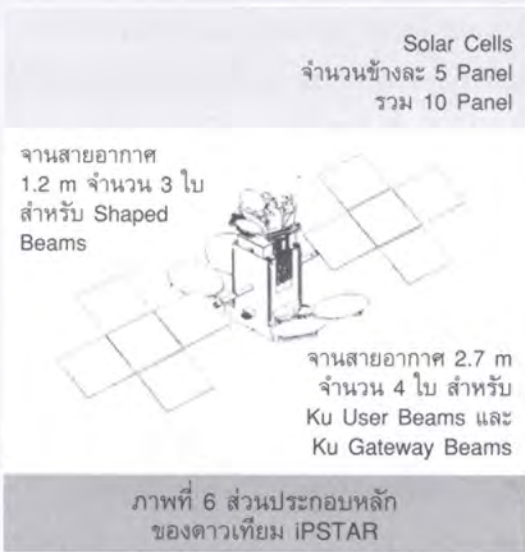 Solar Cells
จำนวนข้างละ 5 Panel
รวม 10 Panel
จานสายอากาศ
1.2 m จำนวน 3 ใบ
สำหรับ Shaped
Beams
จานสายอากาศ 2.7 m
จำนวน 4 ใบ สำหรับ
Ku User Beams และ
Ku Gateway Beams
ภาพที่ 6 ส่วนประกอบหลัก
ของดาวเทียม iPSTAR